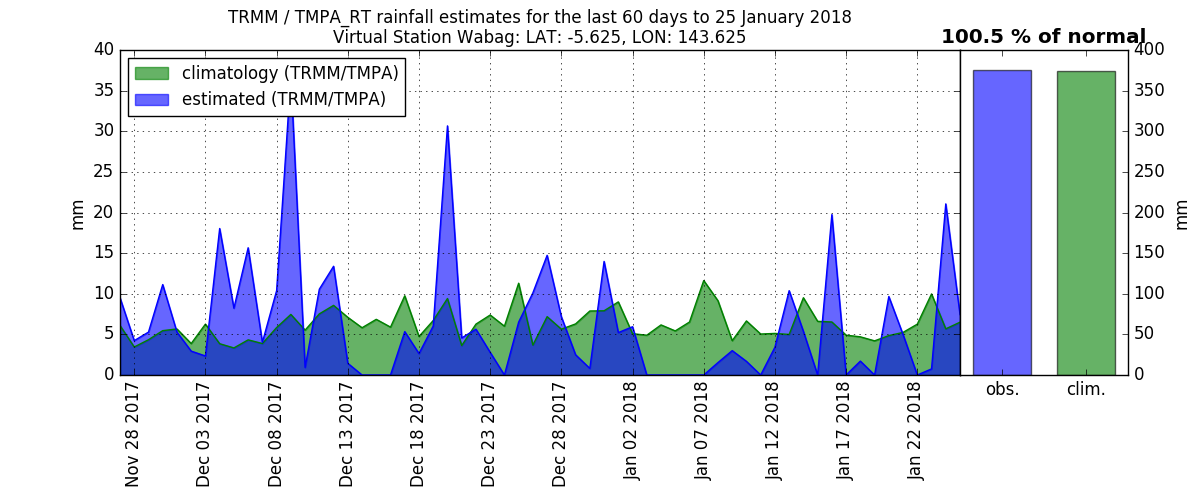 TRMM / TMPA_RT rainfall estimates for the last 60 days to 25 January 2018
Virtual Station Wabag: LAT: -5.625, LON: 143.625
100.5 % of normal
climatology (TRMM/TMPA)
estimated (TRMM/TMPA)
40
35
30
25
20
15
10
5
0
mm
400
350
300
250
200
150
100
50
0
mm
Nov 28 2017
Dec 03 2017
Dec 08 2017
Dec 13 2017
Dec 18 2017
Dec 23 2017
Dec 28 2017
Jan 02 2018
Jan 07 2018
Jan 12 2018
Jan 17 2018
Jan 22 2018
obs.
clim.